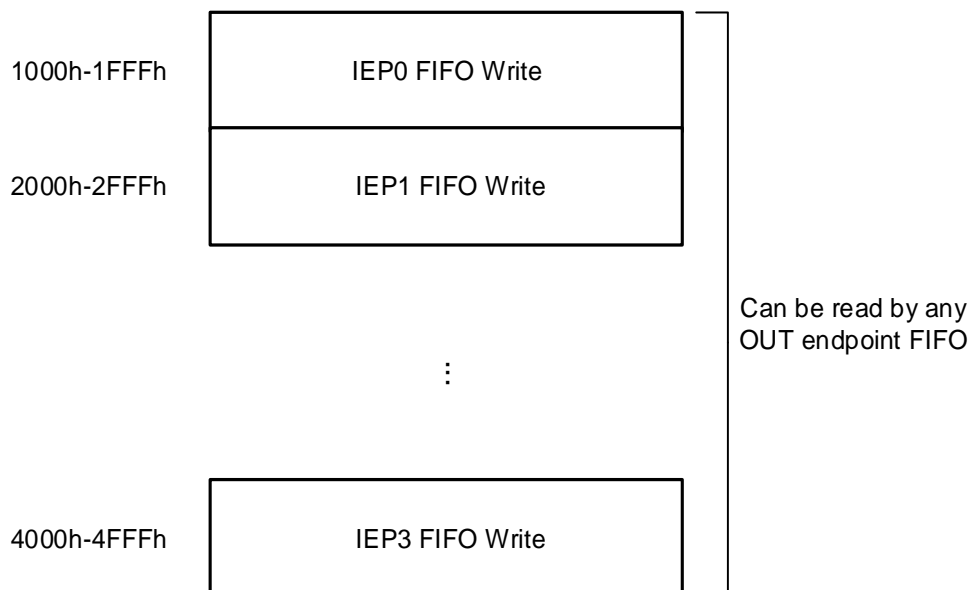 1000h-1FFFh
IEP0 FIFO Write
2000h-2FFFh
IEP1 FIFO Write
Can be read by any
OUT endpoint FIFO
...
4000h-4FFFh
IEP3 FIFO Write